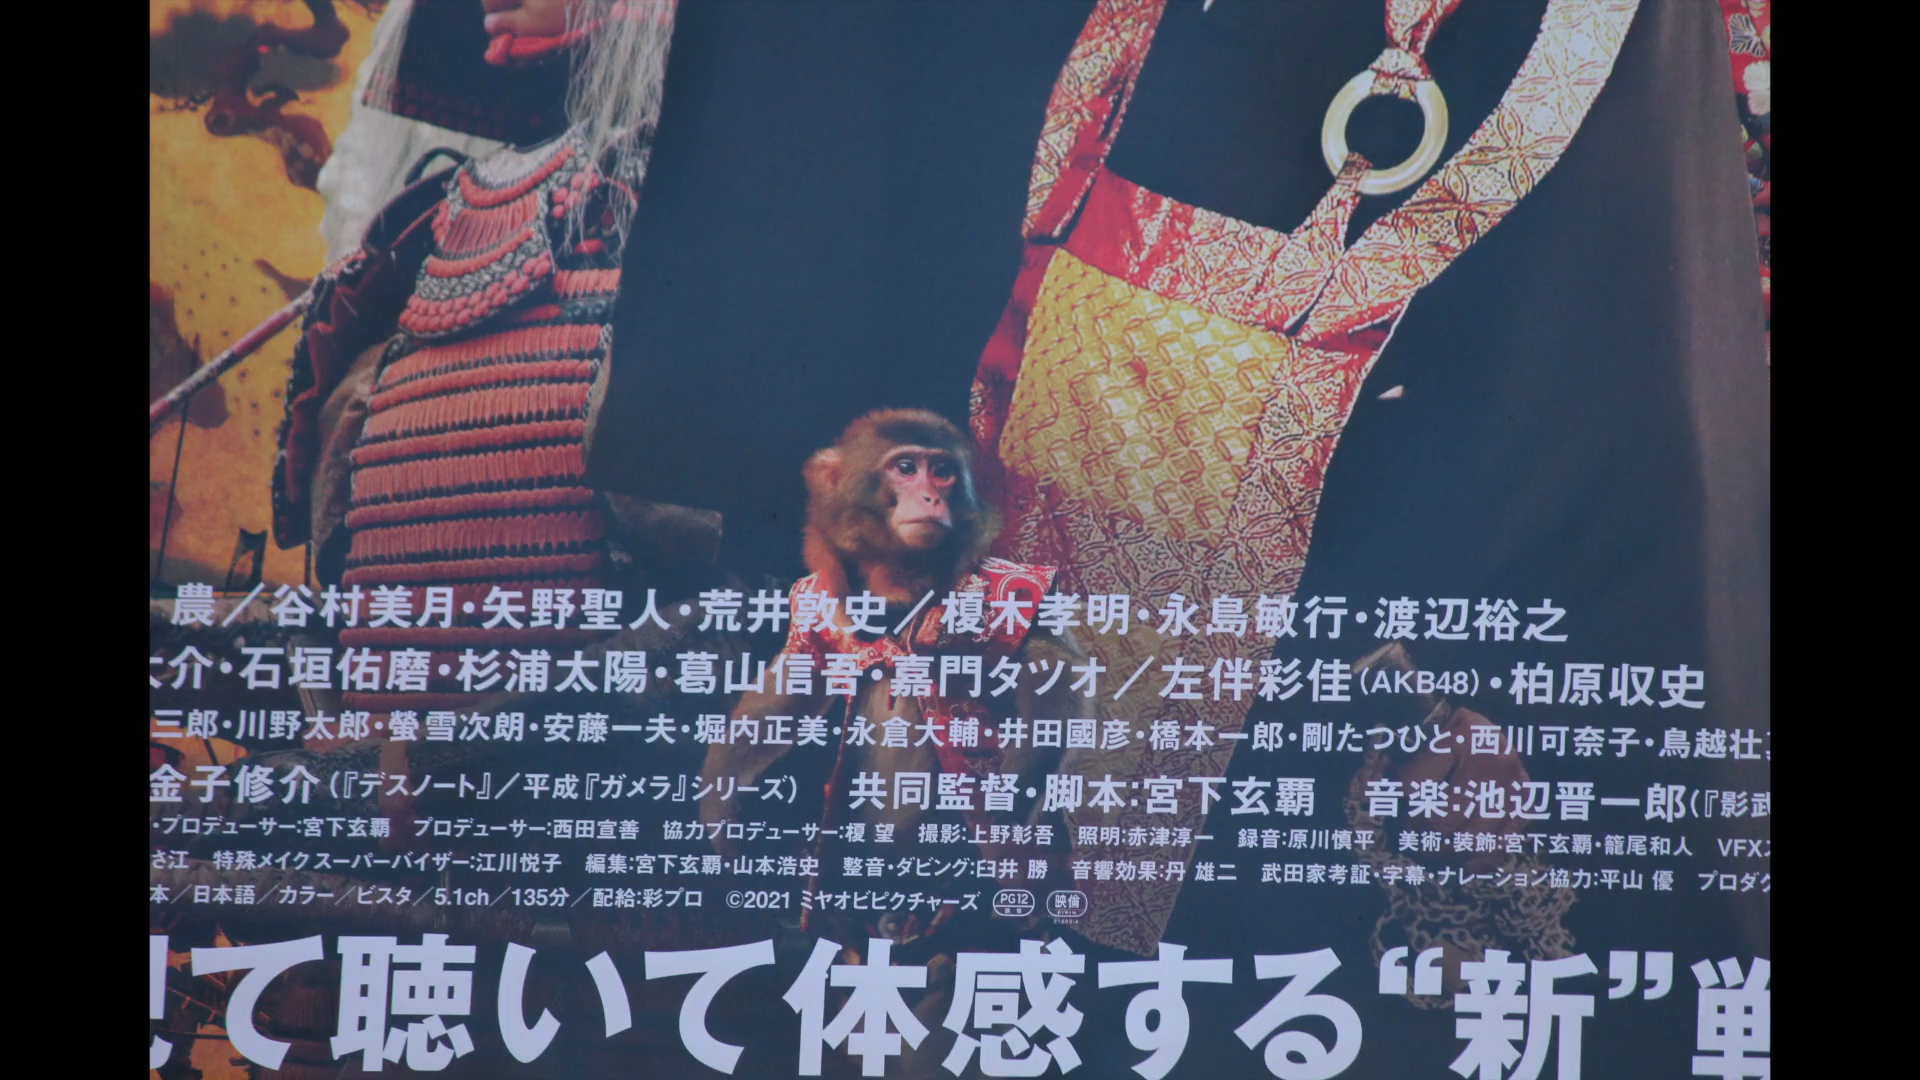 農／谷村美月・矢野聖人・荒井敦史／榎木孝明・永島敏行・渡辺裕之
介・石垣佑磨・杉浦太陽・葛山信吾・嘉門タツオ／左伴彩佳（AKB48）・柏原収史
三郎・川野太郎・螢雪次朗・安藤一夫・堀内正美・永倉大輔・井田國彦・橋本一郎・剛たつひと・西川可奈子・鳥越壮
金子修介（『デスノート』／平成『ガメラ』シリーズ）　共同監督・脚本：宮下玄覇　音楽：池辺晋一郎（『影武
・プロデューサー：宮下玄覇　プロデューサー：西田宣善　協力プロデューサー：榎 望　撮影：上野彰吾　照明：赤津淳一　録音：原川慎平　美術・装飾：宮下玄覇・籠尾和人　VFX
さ江　特殊メイクスーパーバイザー：江川悦子　編集：宮下玄覇・山本浩史　整音・ダビング：臼井 勝　音響効果：丹 雄二　武田家考証・字幕・ナレーション協力：平山 優　プロダク
本／日本語／カラー／ビスタ／5.1ch／135分／配給：彩プロ　©2021 ミヤオビピクチャーズ　PG12　映倫
て聴いて体感する“新”戦